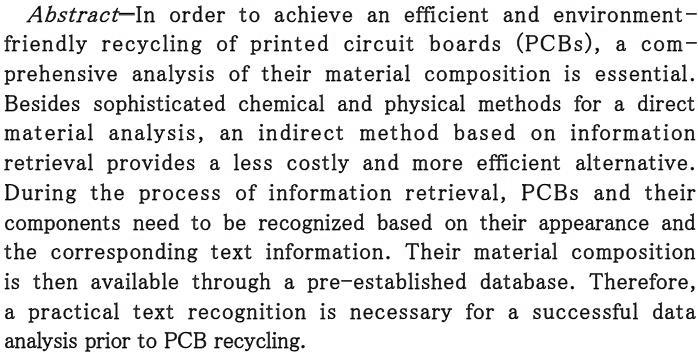 Abstract—In order to achieve an efficient and environment-
friendly recycling of printed circuit boards (PCBs), a com-
prehensive analysis of their material composition is essential.
Besides sophisticated chemical and physical methods for a direct
material analysis, an indirect method based on information
retrieval provides a less costly and more efficient alternative.
During the process of information retrieval, PCBs and their
components need to be recognized based on their appearance and
the corresponding text information. Their material composition
is then available through a pre-established database. Therefore,
a practical text recognition is necessary for a successful data
analysis prior to PCB recycling.